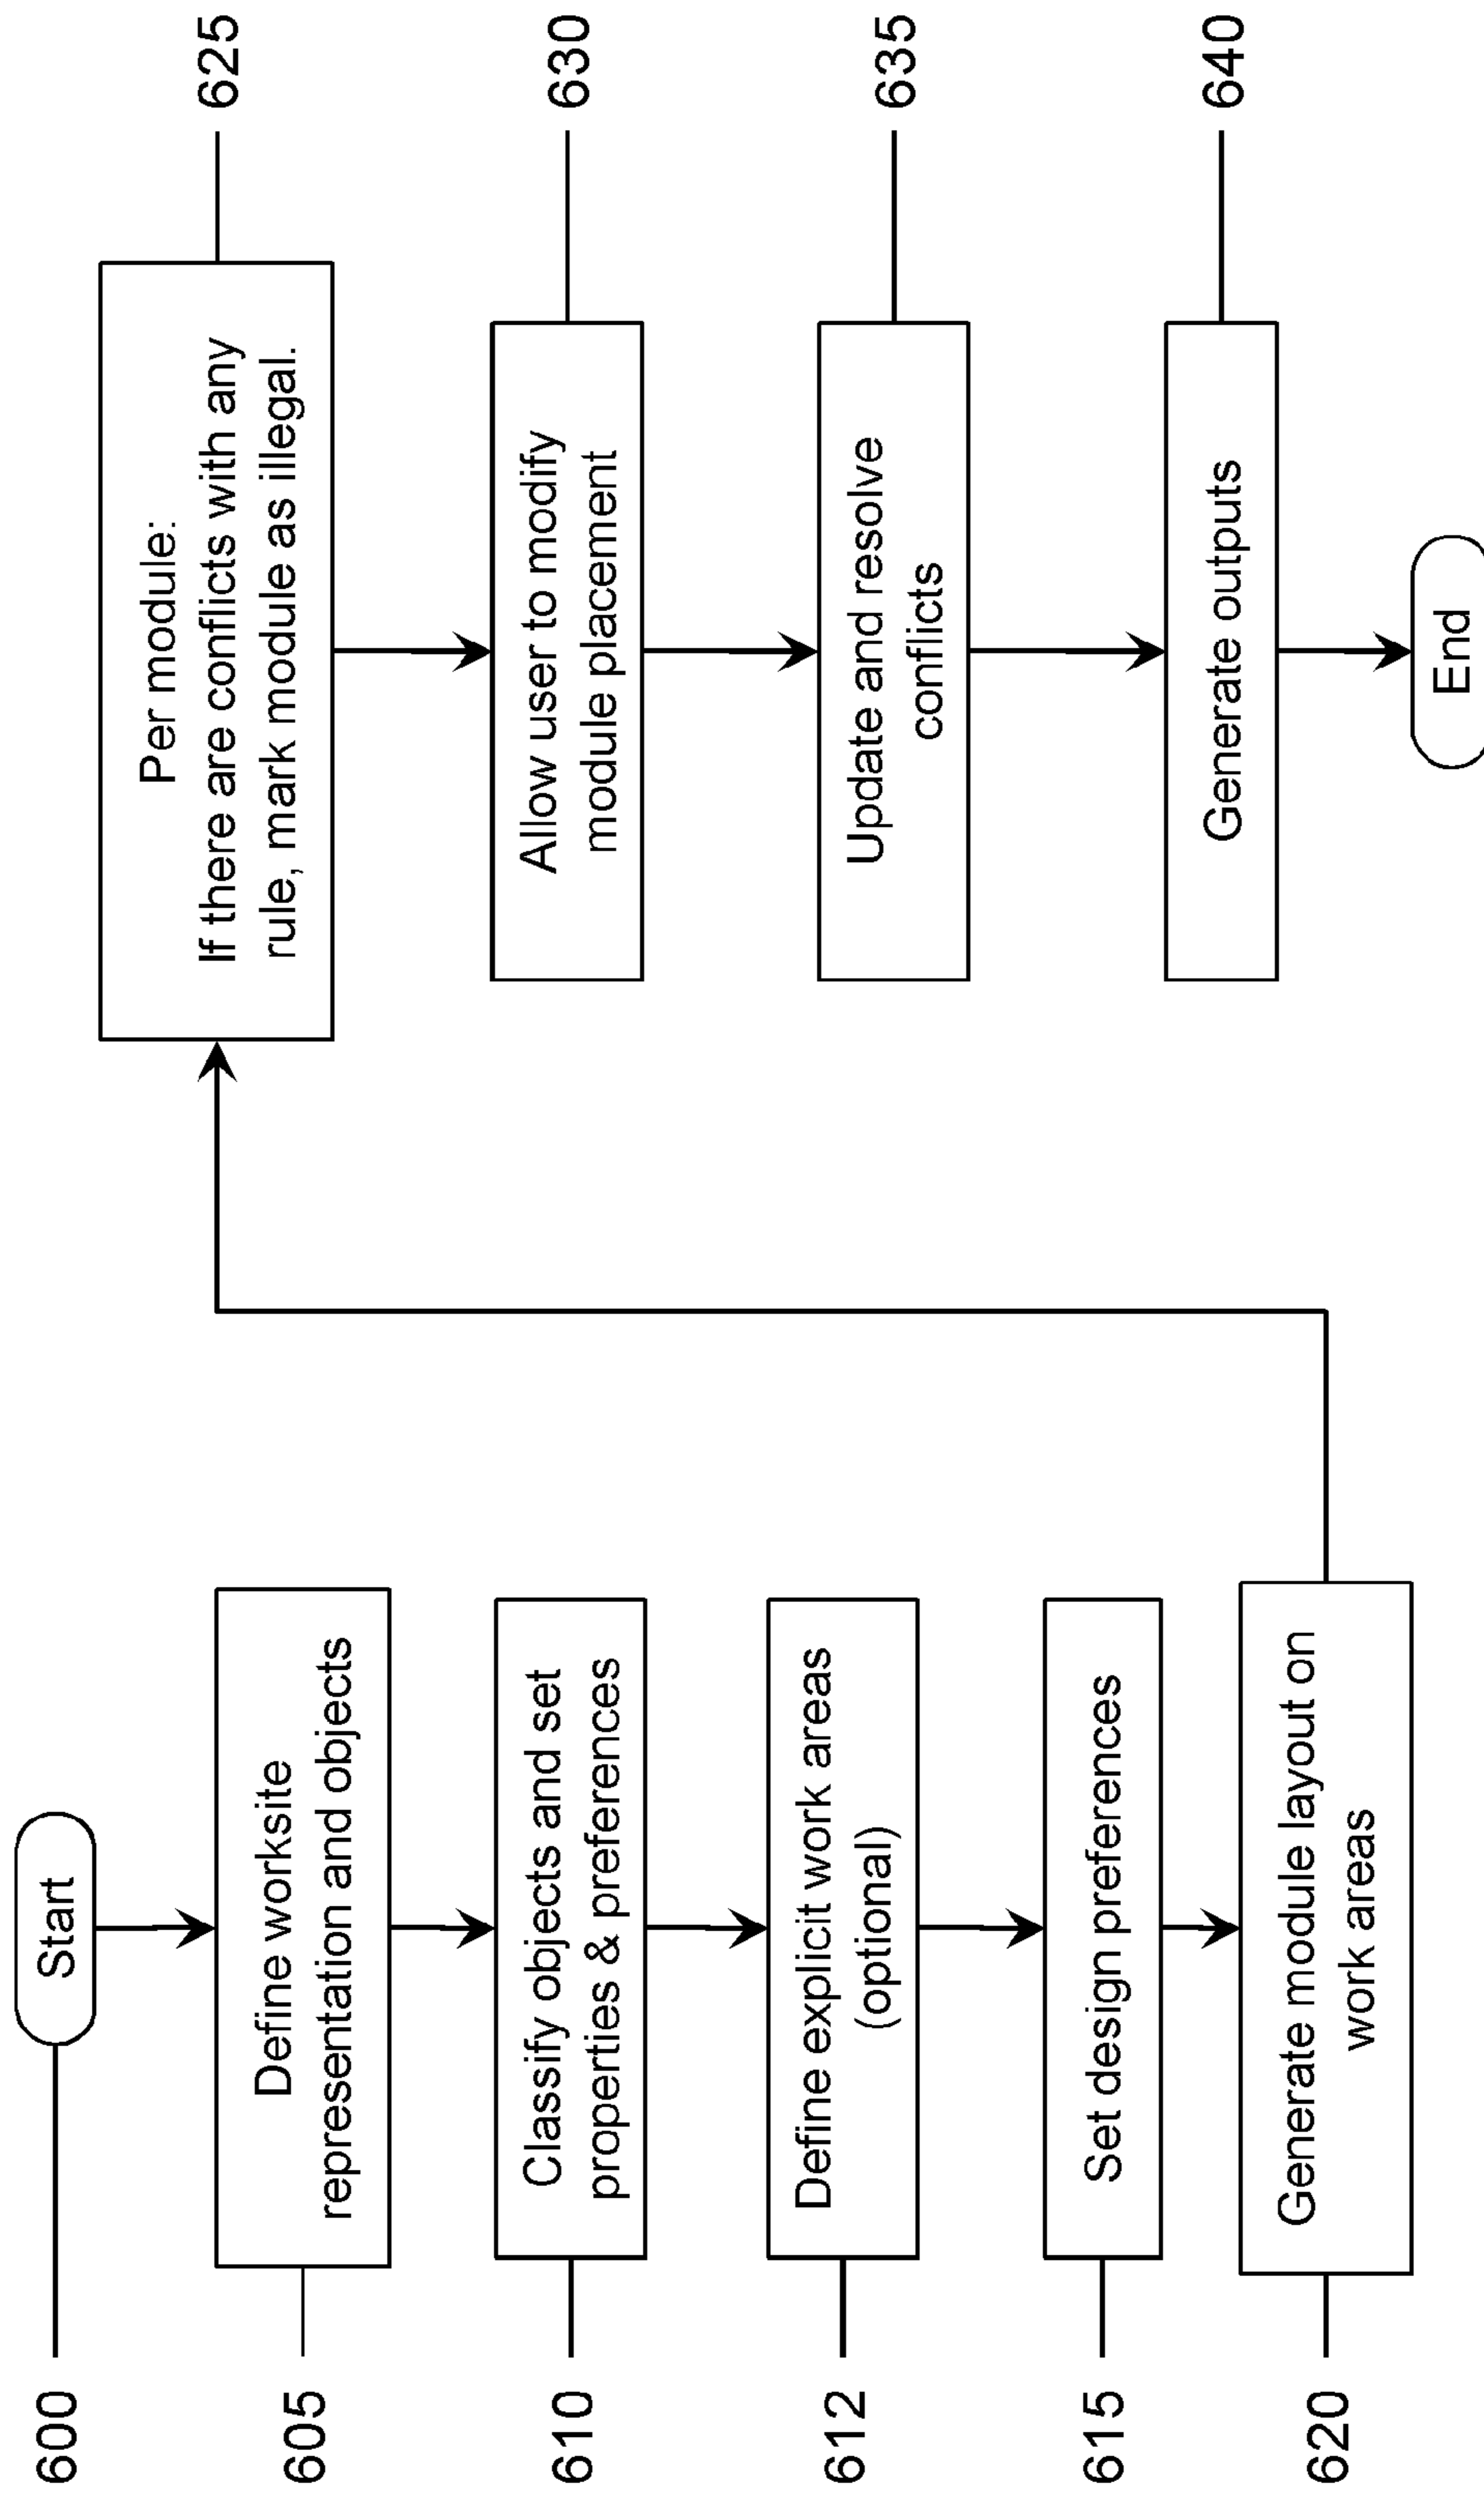 600
Start
605
Define worksite
representation and objects
610
Classify objects and set
properties & preferences
612
Define explicit work areas
(optional)
615
Set design preferences
620
Generate module layout on
work areas
Per module:
If there are conflicts with any
rule, mark module as illegal.
625
Allow user to modify
module placement
630
Update and resolve
conflicts
635
Generate outputs
640
End